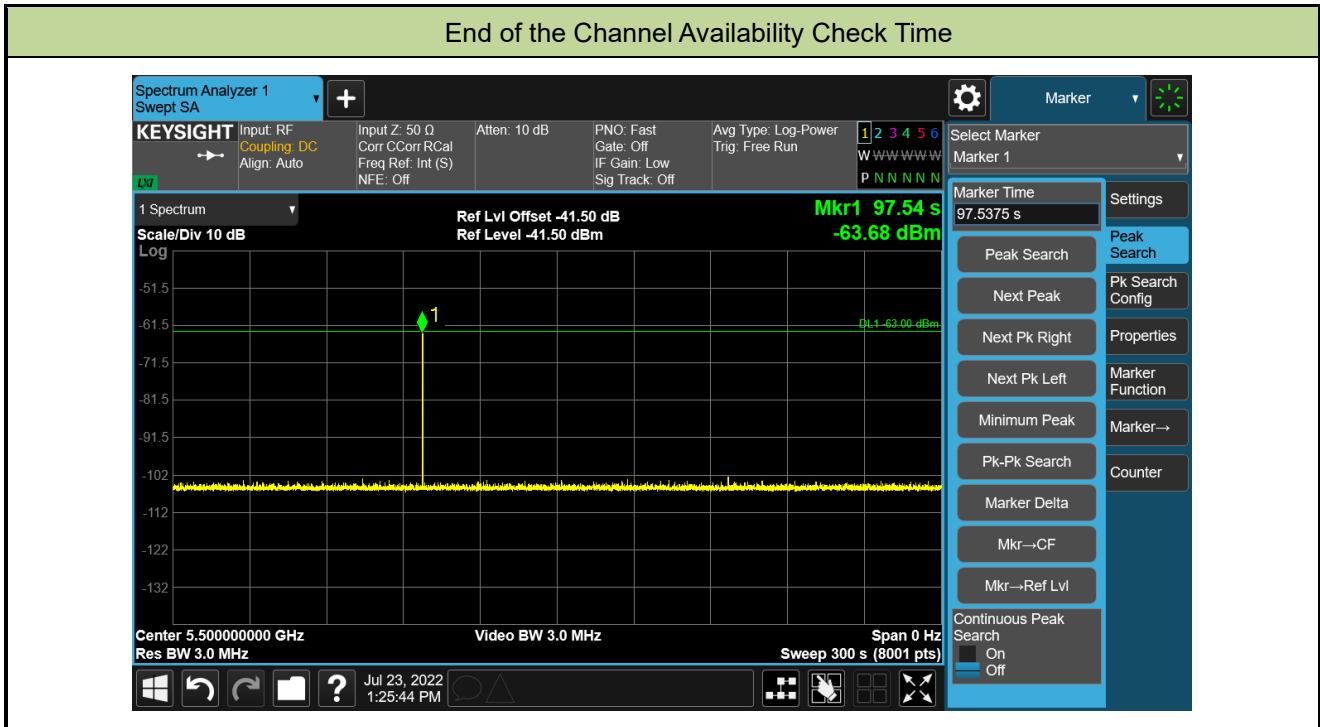 End of the Channel Availability Check Time
Spectrum Analyzer 1
Swept SA
+
Marker
KEYSIGHT
LXI
Input: RF
Coupling: DC
Align: Auto
Input Z: 50 Ω
Corr CCorr RCal
Freq Ref: Int (S)
NFE: Off
Atten: 10 dB
PNO: Fast
Gate: Off
IF Gain: Low
Sig Track: Off
Avg Type: Log-Power
Trig: Free Run
1 2 3 4 5 6
W W W W W W
P N N N N N
Select Marker
Marker 1
1 Spectrum
Scale/Div 10 dB
Log
Ref Lvl Offset -41.50 dB
Ref Level -41.50 dBm
Mkr1 97.54 s
-63.68 dBm
-51.5
-61.5
-71.5
-81.5
-91.5
-102
-112
-122
-132
1
DL1 -63.00 dBm
Center 5.500000000 GHz
Res BW 3.0 MHz
Video BW 3.0 MHz
Span 0 Hz
Sweep 300 s (8001 pts)
Marker Time
97.5375 s
Peak Search
Next Peak
Next Pk Right
Next Pk Left
Minimum Peak
Pk-Pk Search
Marker Delta
Mkr→CF
Mkr→Ref Lvl
Continuous Peak
Search
On
Off
Settings
Peak
Search
Pk Search
Config
Properties
Marker
Function
Marker→
Counter
?
Jul 23, 2022
1:25:44 PM